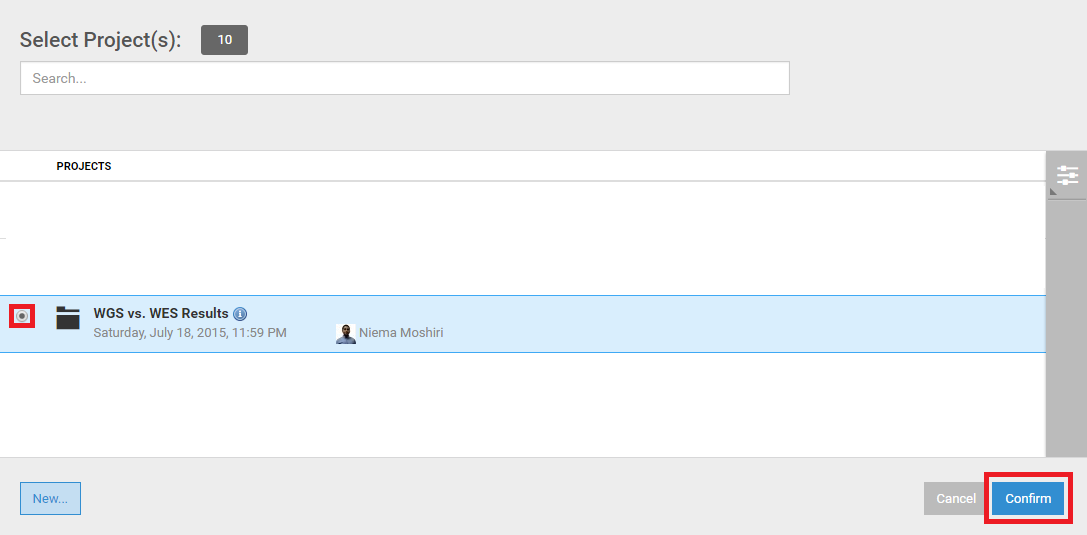 Select Project(s): 10
Search...
PROJECTS
WGS vs. WES Results i
Saturday, July 18, 2015, 11:59 PM Niema Moshiri
New... Cancel Confirm